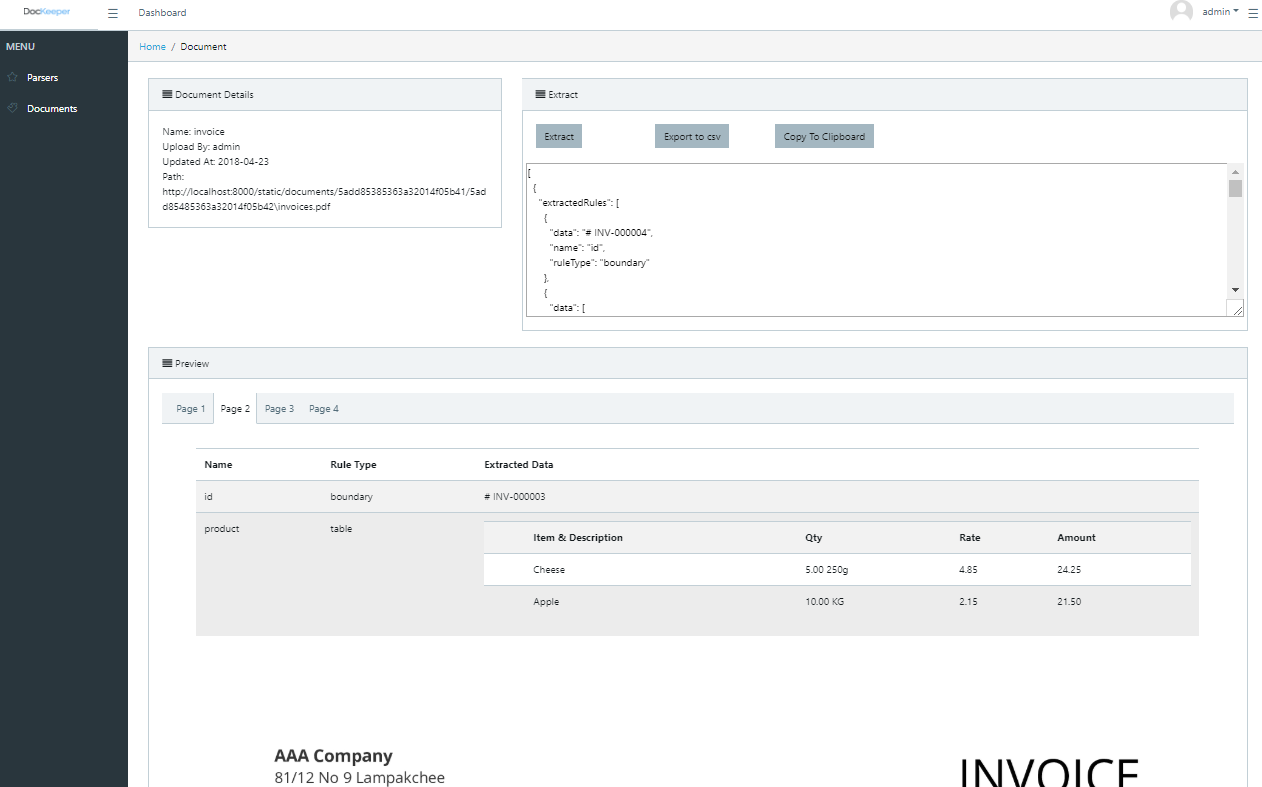 DocKeeper
Dashboard
admin
MENU
Parsers
Documents
Home / Document
Document Details
Name: invoice
Upload By: admin
Updated At: 2018-04-23
Path:
http://localhost:8000/static/documents/5add85385363a32014f05b41/5ad
d85485363a32014f05b42\invoices.pdf
Extract
Extract Export to csv Copy To Clipboard
[
{
"extractedRules": [
{
"data": "# INV-000004",
"name": "id",
"ruleType": "boundary"
},
{
"data": [
Preview
Page 1 Page 2 Page 3 Page 4
Name Rule Type Extracted Data
id boundary # INV-000003
product table
Item & Description Qty Rate Amount
Cheese 5.00 250g 4.85 24.25
Apple 10.00 KG 2.15 21.50
AAA Company
81/12 No 9 Lampakchee
INVOICE